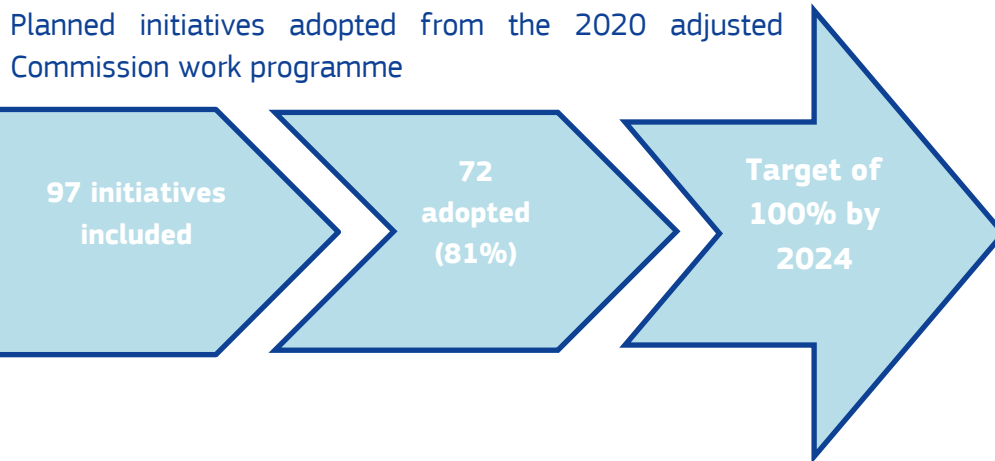 Planned initiatives adopted from the 2020 adjusted
Commission work programme
97 initiatives
included
72
adopted
(81%)
Target of
100% by
2024